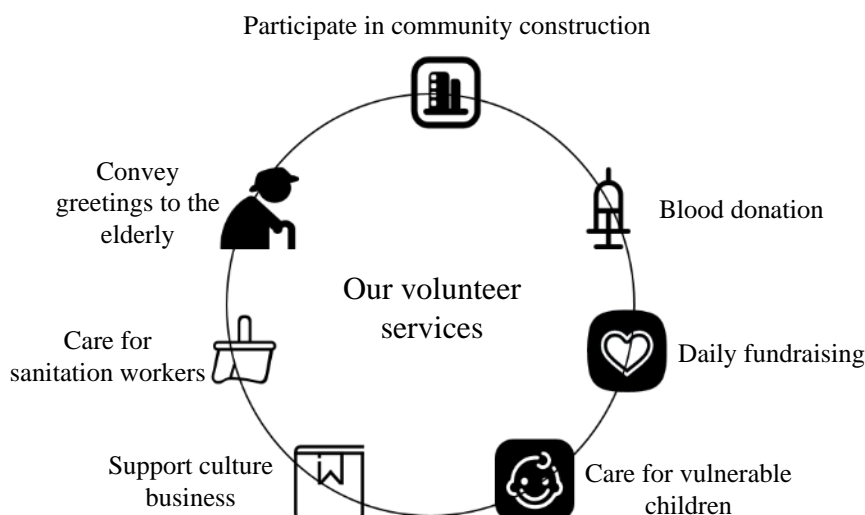 Participate in community construction
Convey
greetings to the
elderly
Blood donation
Our volunteer
services
Care for
sanitation workers
Daily fundraising
Support culture
business
Care for vulnerable
children